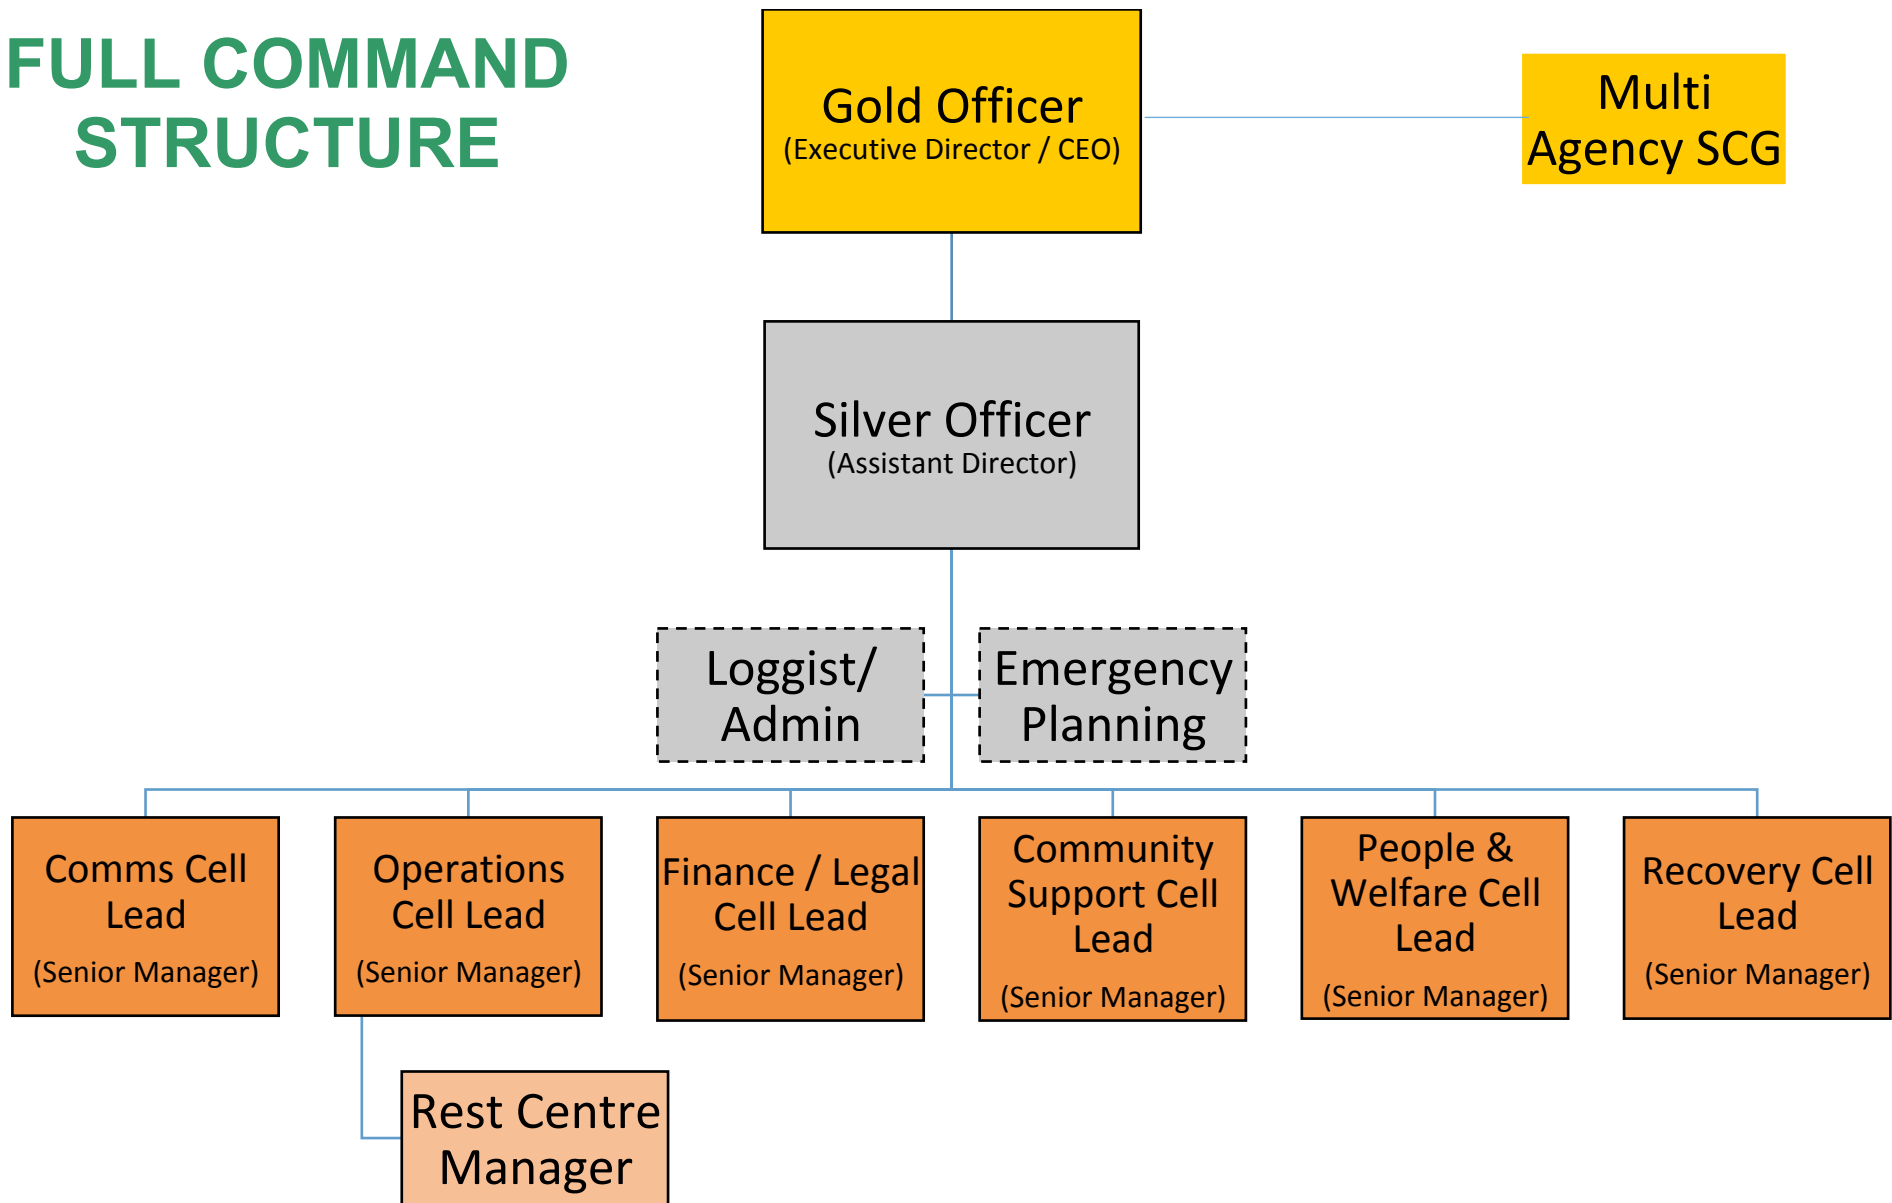 FULL COMMAND
STRUCTURE
Gold Officer
(Executive Director / CEO)
Multi
Agency SCG
Silver Officer
(Assistant Director)
Loggist/
Admin
Emergency
Planning
Comms Cell
Lead
(Senior Manager)
Operations
Cell Lead
(Senior Manager)
Finance / Legal
Cell Lead
(Senior Manager)
Community
Support Cell
Lead
(Senior Manager)
People &
Welfare Cell
Lead
(Senior Manager)
Recovery Cell
Lead
(Senior Manager)
Rest Centre
Manager